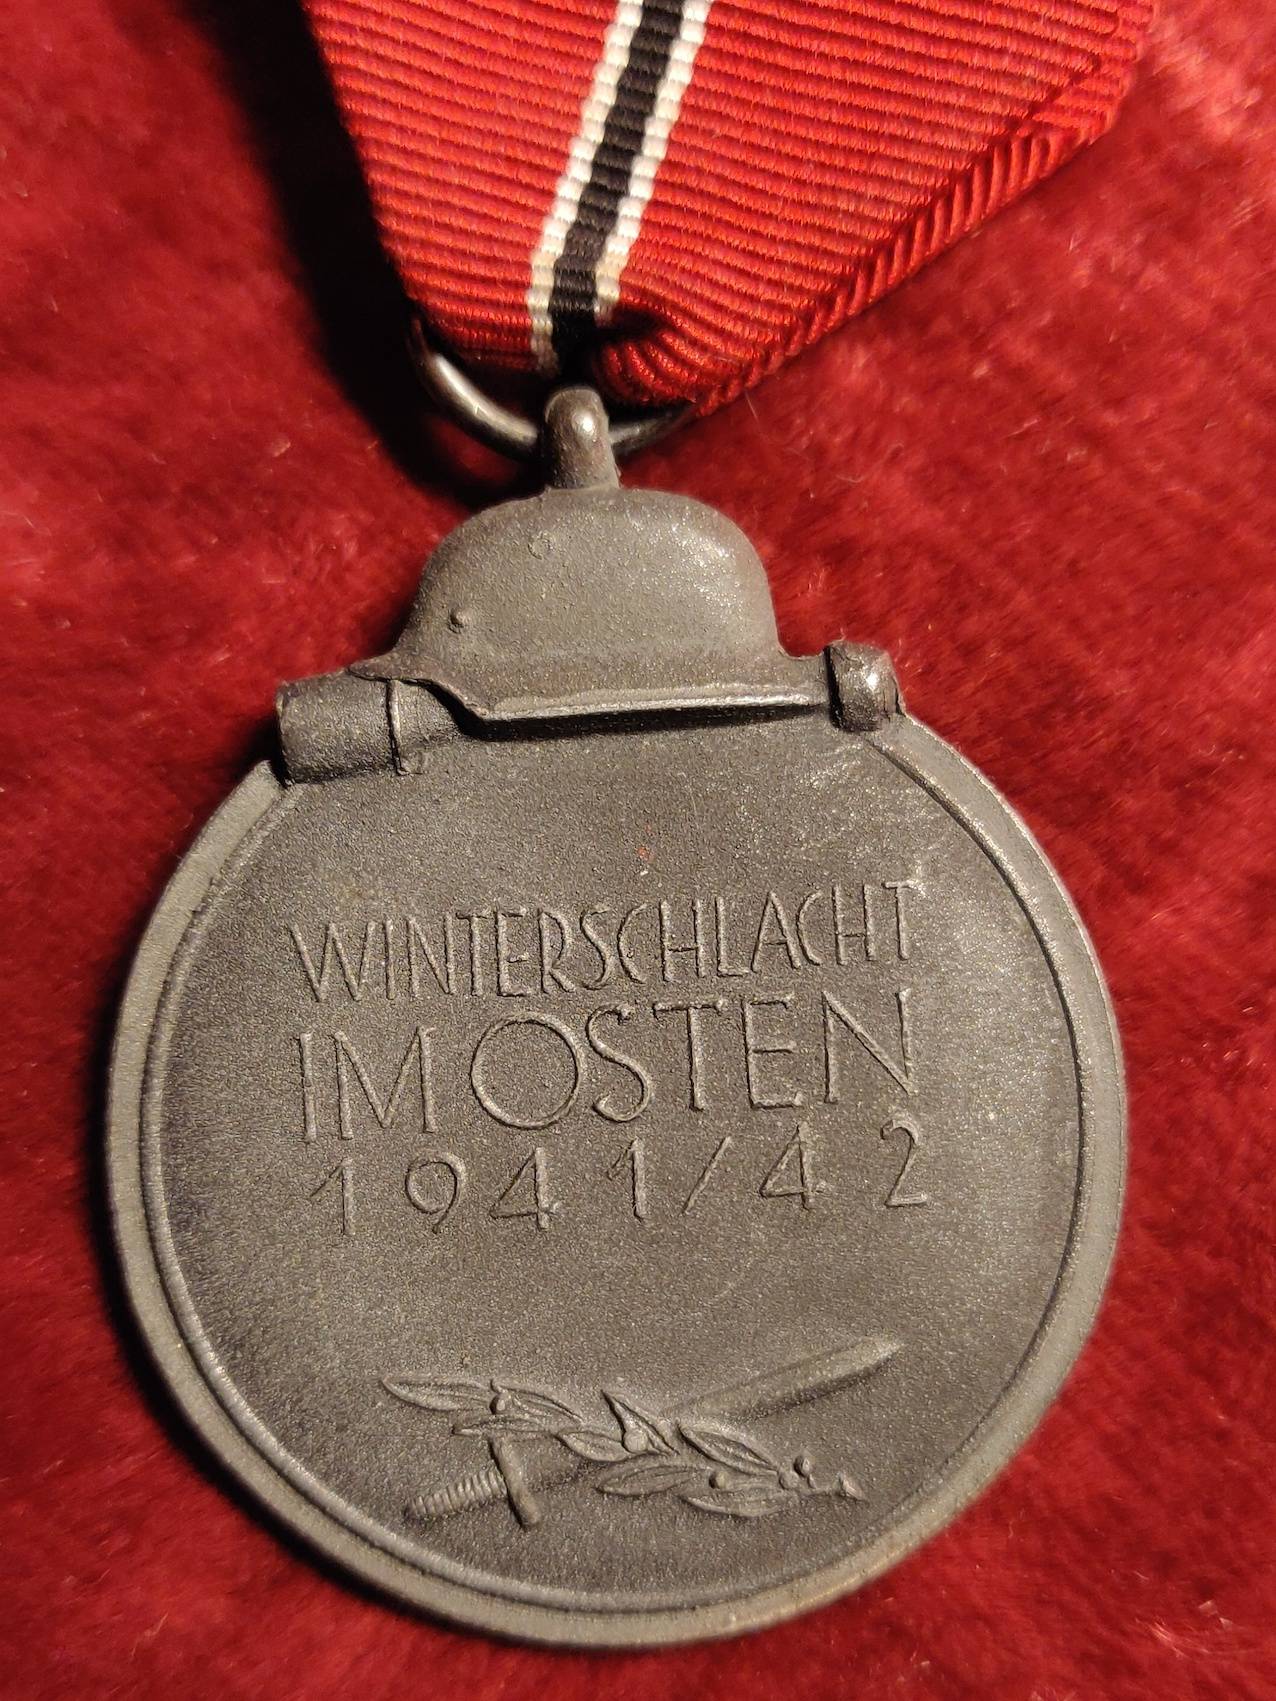 WINTERSCHLACHT
IM OSTEN
1941/42